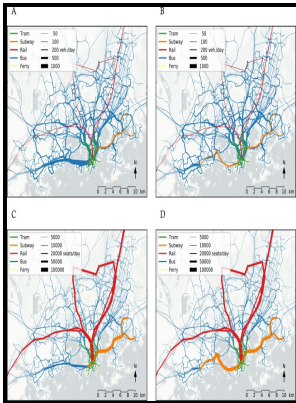 A
Tram 50
Subway 100
Rail 200 veh./day
Bus 500
Ferry 1000
N
0 2 4 6 8 10 km
B
Tram 50
Subway 100
Rail 200 veh./day
Bus 500
Ferry 1000
N
0 2 4 6 8 10 km
C
Tram 5000
Subway 10000
Rail 20000 seats/day
Bus 50000
Ferry 100000
N
0 2 4 6 8 10 km
D
Tram 5000
Subway 10000
Rail 20000 seats/day
Bus 50000
Ferry 100000
N
0 2 4 6 8 10 km